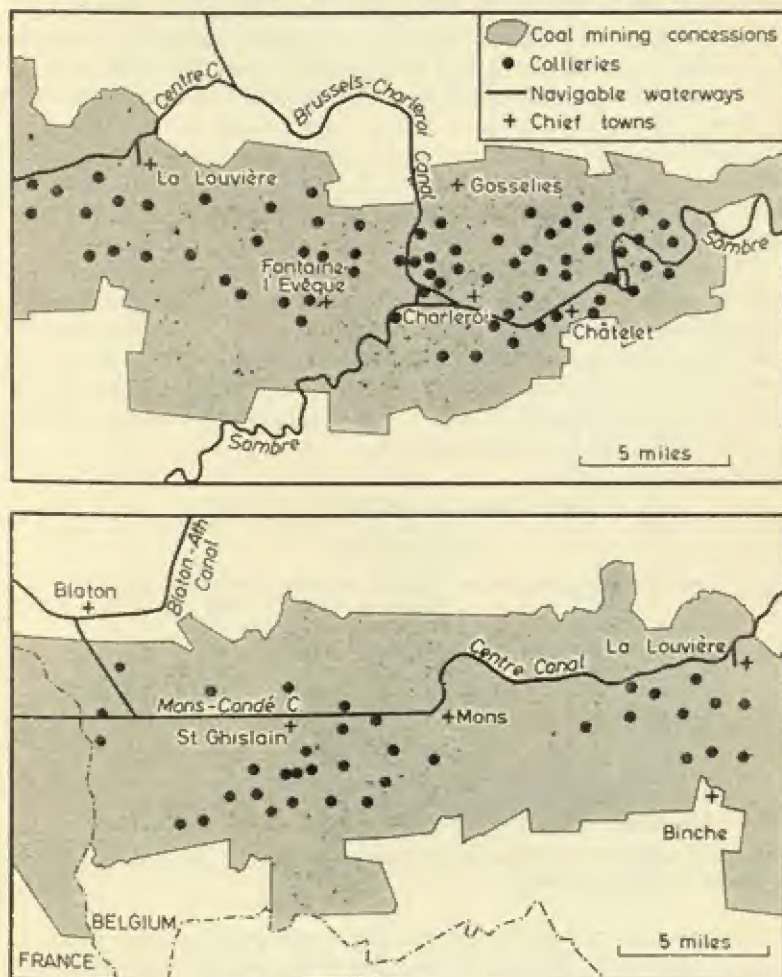 Coal mining concessions
Collieries
Navigable waterways
Chief towns
Centre C.
Brussels-Charleroi
Canal
La Louvière
Gosselies
Sambre
Fontaine-
l'Evêque
Charleroi
Châtelet
Sambre
5 miles
Blaton
Blaton-Ath
Canal
La Louvière
Centre Canal
Mons-Condé C
Mons
St Ghislain
Binche
BELGIUM
FRANCE
5 miles